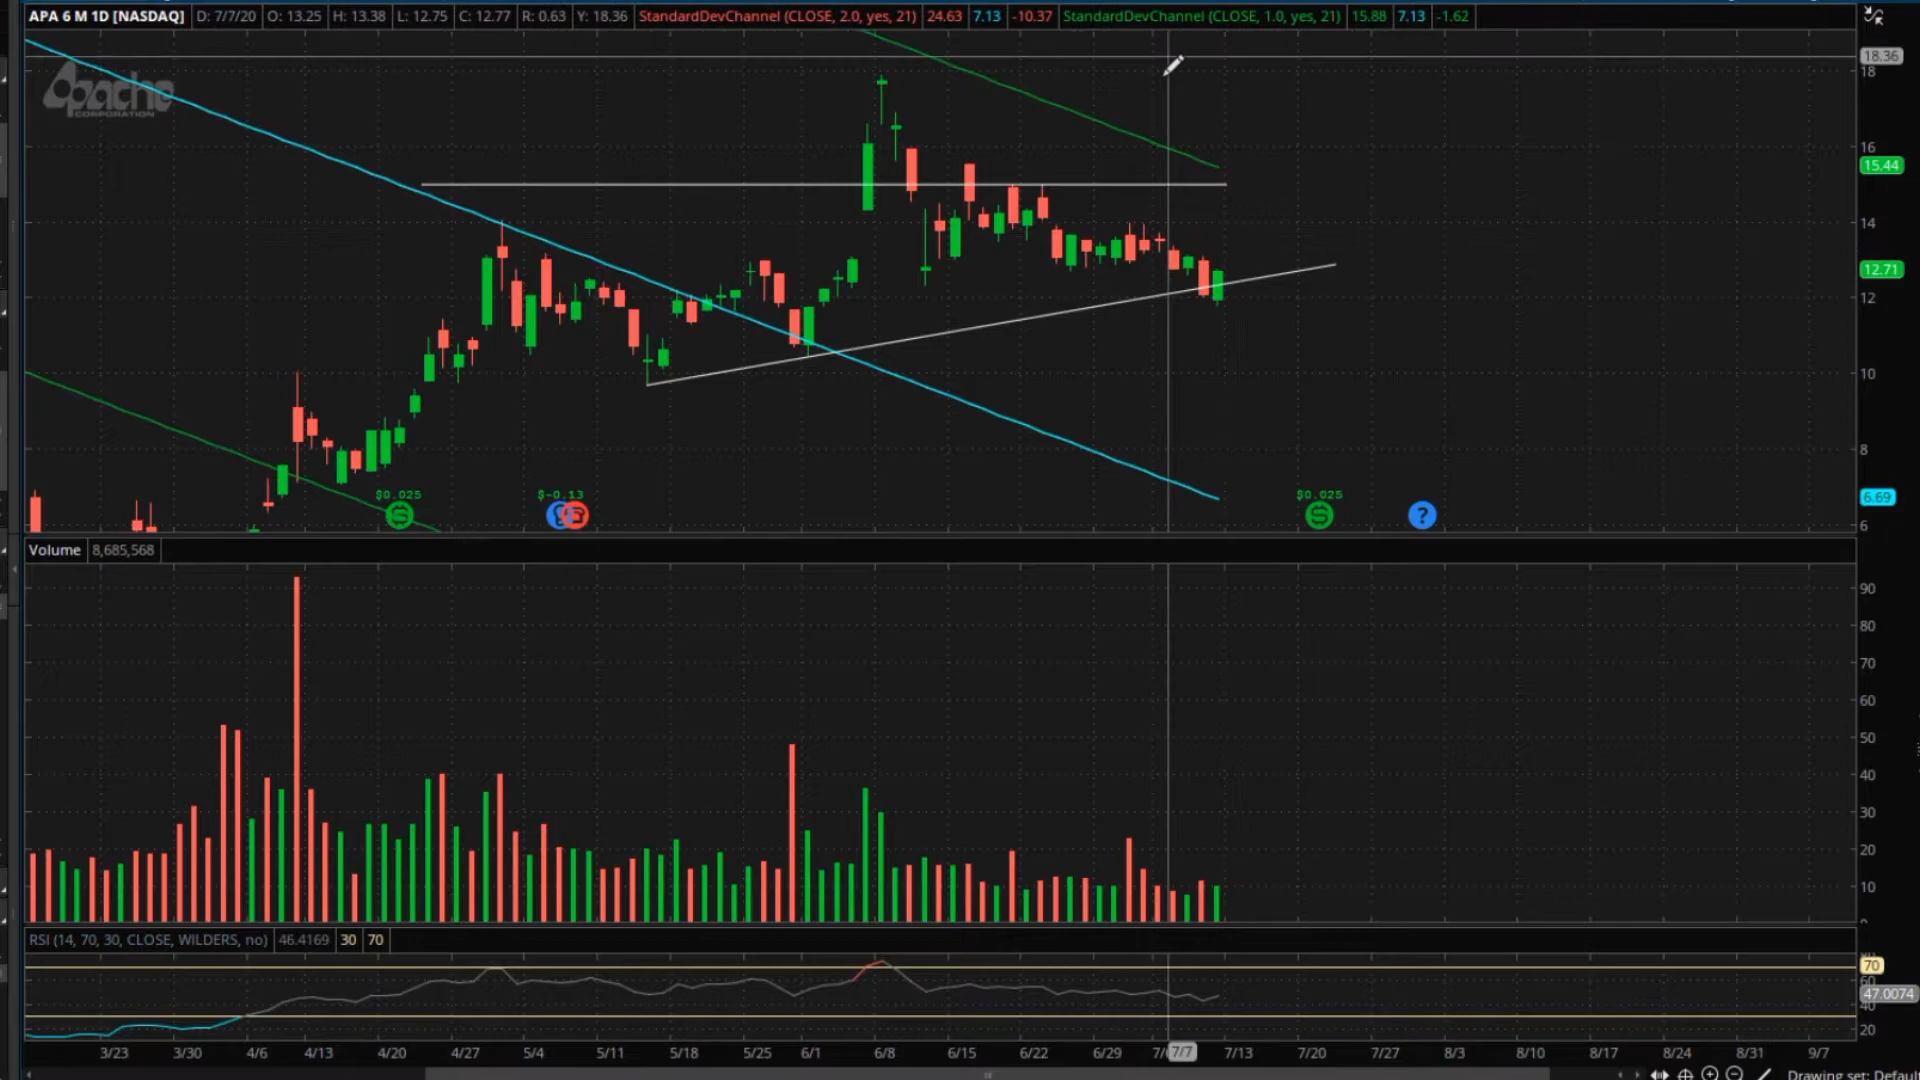 APA 6 M 1D [NASDAQ] D: 7/7/20 O: 13.25 H: 13.38 L: 12.75 C: 12.77 R: 0.63 Y: 18.36 StandardDevChannel (CLOSE, 2.0, yes, 21) 24.63 7.13 -10.37 StandardDevChannel (CLOSE, 1.0, yes, 21) 15.88 7.13 -1.62
18.36
18
Apache
CORPORATION
16
15.44
14
12.71
12
10
8
$0.025 $-0.13 $0.025
6.69
$ $ ?
6
Volume 8,685,568
90
80
70
60
50
40
30
20
10
RSI (14, 70, 30, CLOSE, WILDERS, no) 46.4169 30 70
70
60
47.0074
20
3/23 3/30 4/6 4/13 4/20 4/27 5/4 5/11 5/18 5/25 6/1 6/8 6/15 6/22 6/29 7/7 7/13 7/20 7/27 8/3 8/10 8/17 8/24 8/31 9/7
Drawing set: